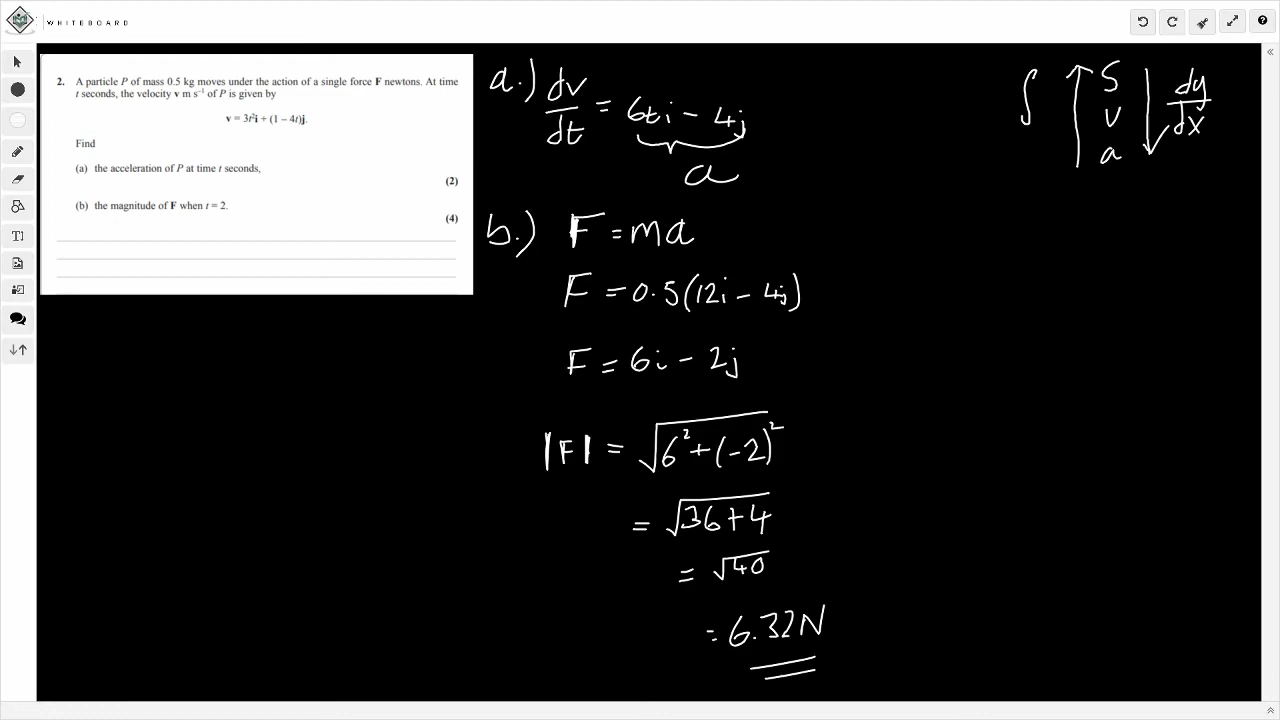 WHITEBOARD
2. A particle P of mass 0.5 kg moves under the action of a single force F newtons. At time
t seconds, the velocity v m s⁻¹ of P is given by
v = 3t²i + (1 – 4t)j.
Find
(a) the acceleration of P at time t seconds,
(2)
(b) the magnitude of F when t = 2.
(4)
a.) dv/dt = 6ti - 4j
a
b.) F = ma
F = 0.5(12i - 4j)
F = 6i - 2j
|F| = √(6² + (-2)²)
= √(36 + 4)
= √40
= 6.32N
∫ ↑ S ↓ dy/dx
v
a